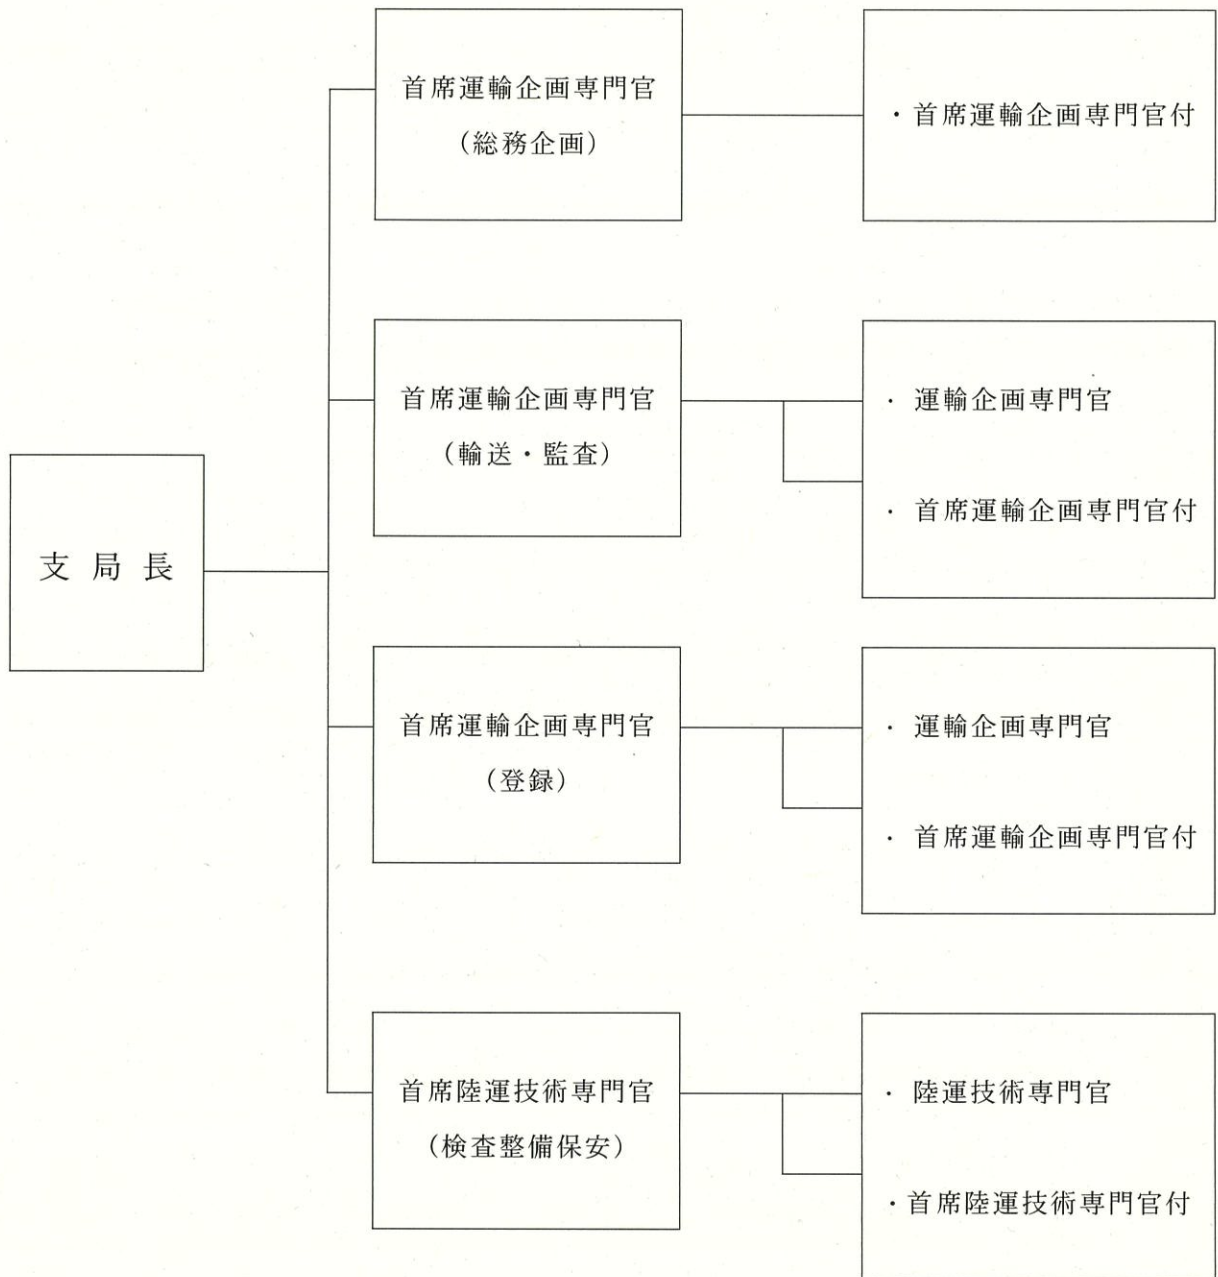 支局長
首席運輸企画専門官
（総務企画）
・首席運輸企画専門官付
首席運輸企画専門官
（輸送・監査）
・ 運輸企画専門官
・ 首席運輸企画専門官付
首席運輸企画専門官
（登録）
・ 運輸企画専門官
・ 首席運輸企画専門官付
首席陸運技術専門官
（検査整備保安）
・ 陸運技術専門官
・首席陸運技術専門官付